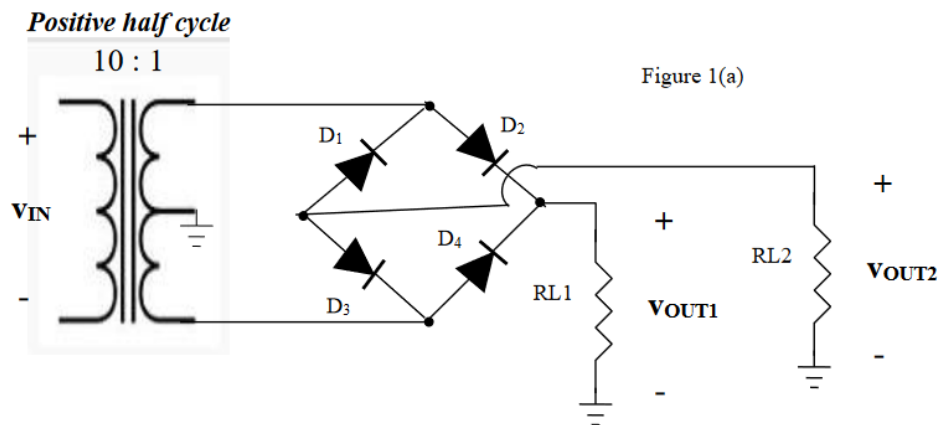 Positive half cycle
10 : 1
Figure 1(a)
D1
D2
+
+
vIN
+
D4
RL2
vOUT2
RL1
D3
vOUT1
-
-
-